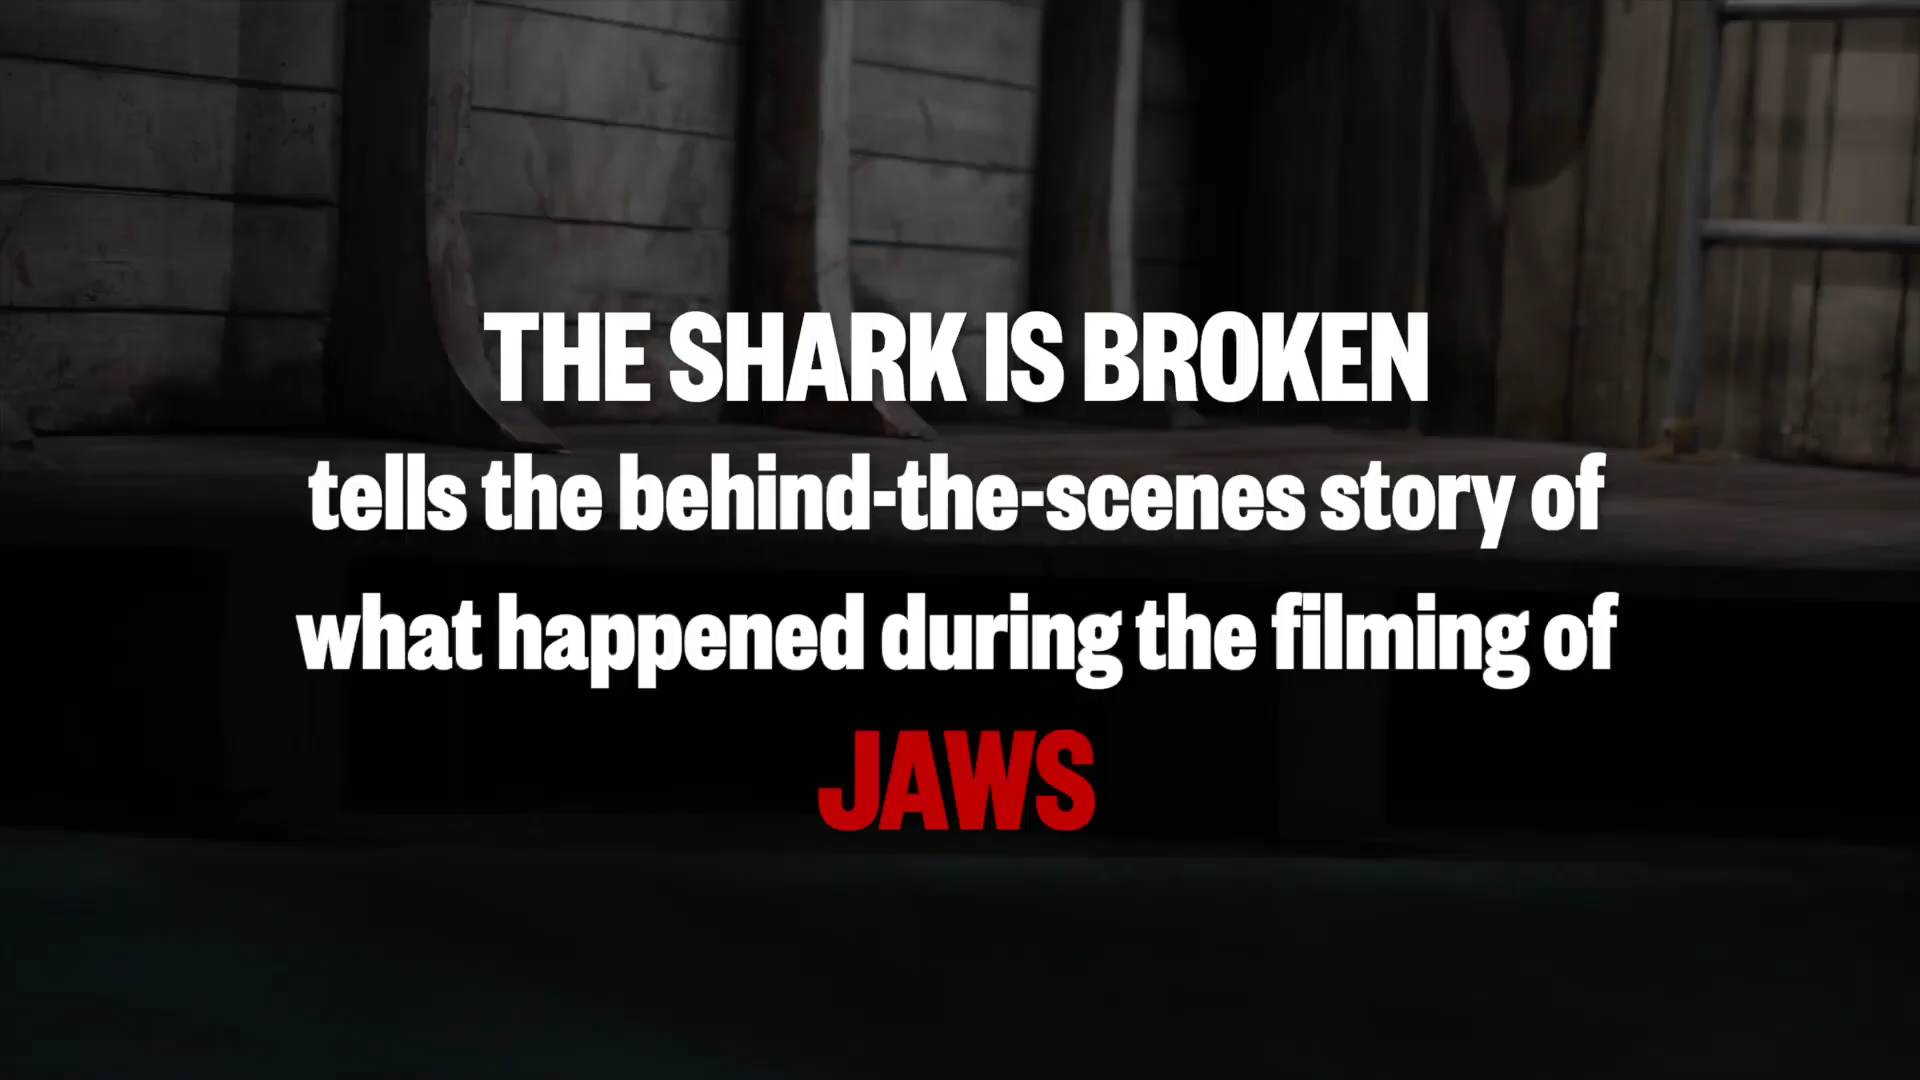 THE SHARK IS BROKEN
tells the behind-the-scenes story of
what happened during the filming of
JAWS